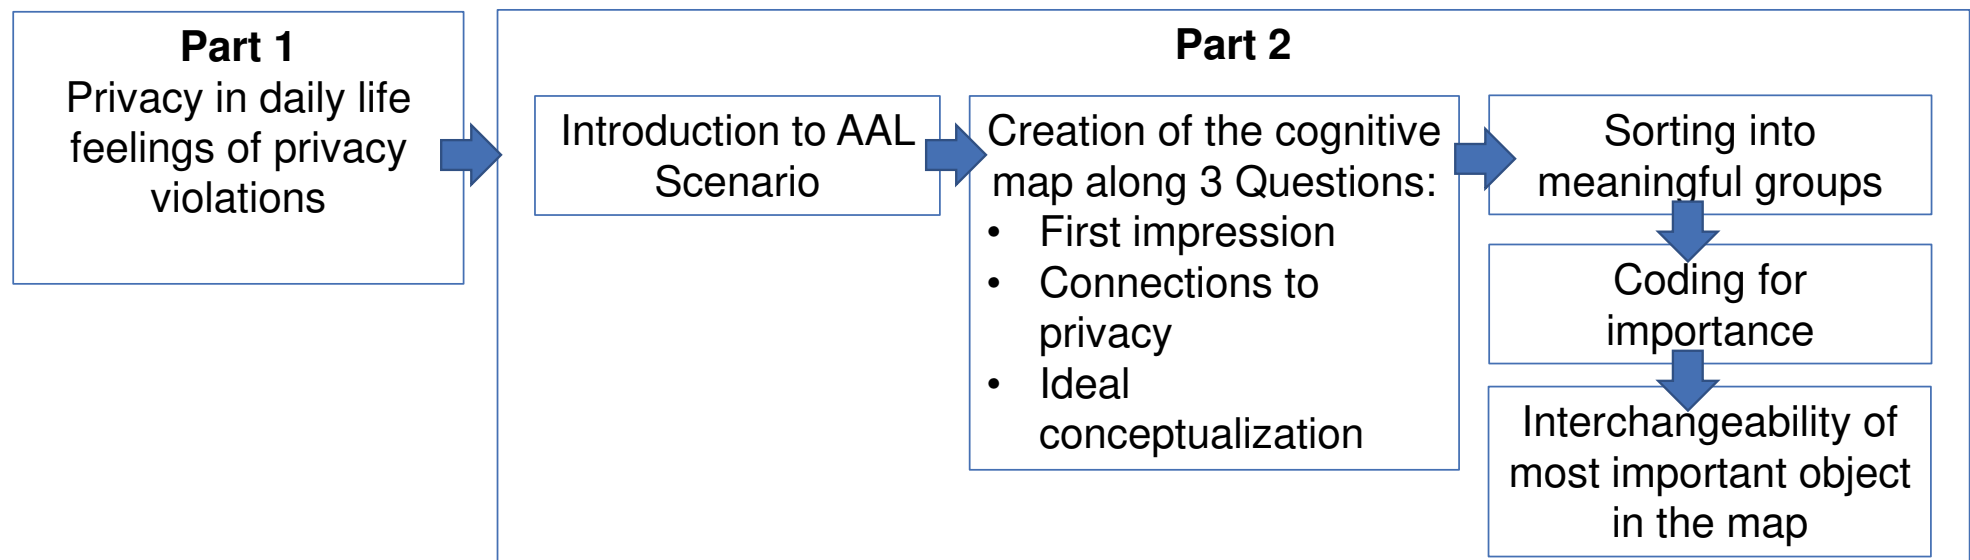 Part 1
Privacy in daily life
feelings of privacy
violations
Part 2
Introduction to AAL
Scenario
Creation of the cognitive
map along 3 Questions:
• First impression
• Connections to
privacy
• Ideal
conceptualization
Sorting into
meaningful groups
Coding for
importance
Interchangeability of
most important object
in the map